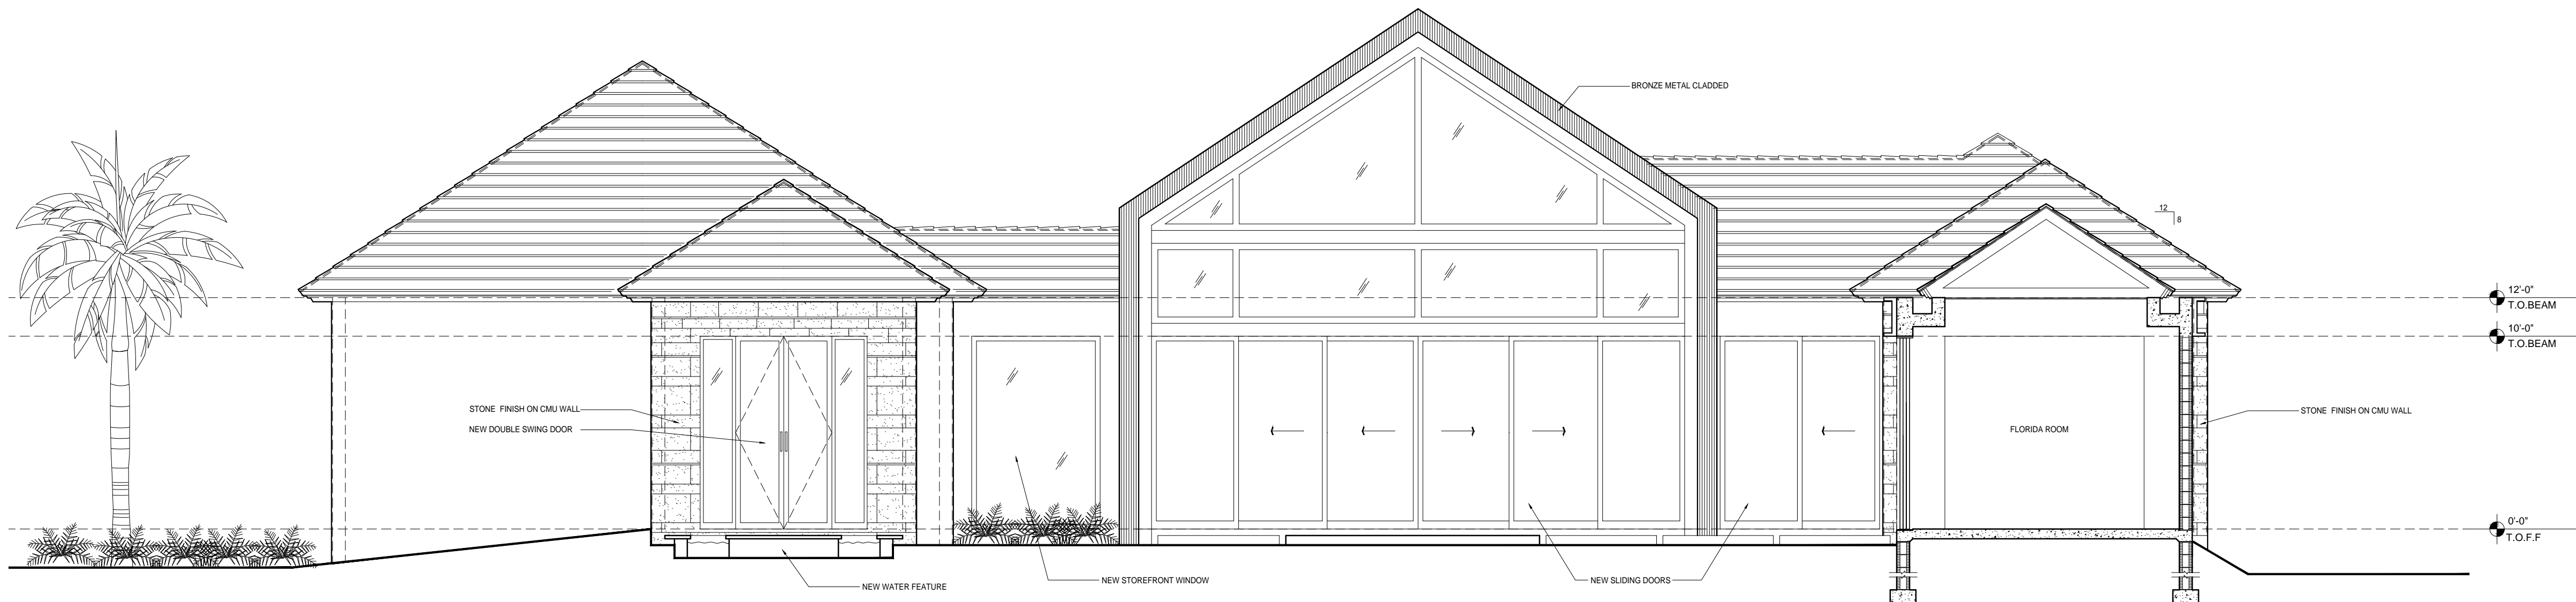 BRONZE METAL CLADDED
12
8
12'-0"
T.O.BEAM
10'-0"
T.O.BEAM
STONE  FINISH ON CMU WALL
NEW DOUBLE SWING DOOR
FLORIDA ROOM
STONE  FINISH ON CMU WALL
0'-0"
T.O.F.F
NEW WATER FEATURE
NEW STOREFRONT WINDOW
NEW SLIDING DOORS